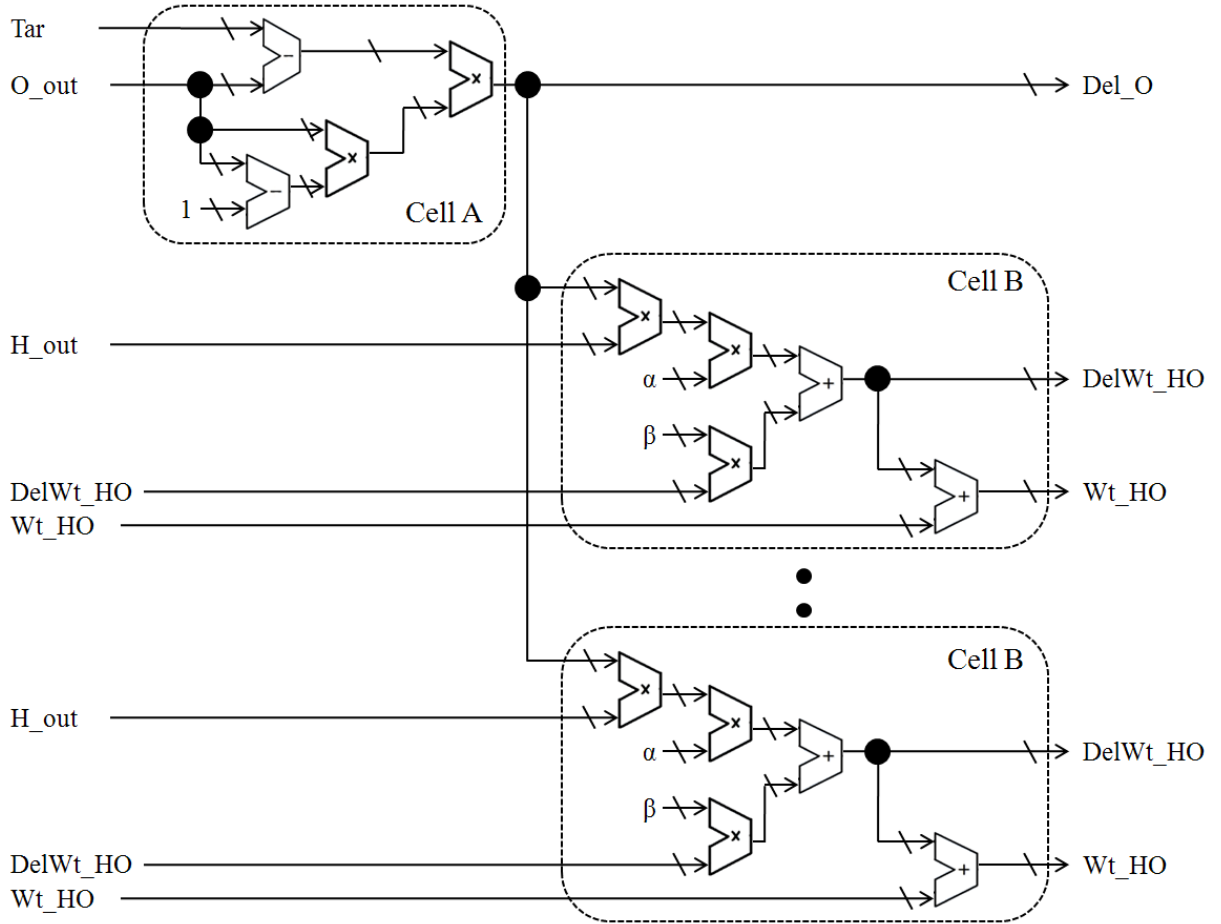 Tar
−
×
O_out
Del_O
×
−
1
Cell A
Cell B
×
H_out
×
α
+
DelWt_HO
β
×
DelWt_HO
+
Wt_HO
Wt_HO
Cell B
×
H_out
×
α
+
DelWt_HO
β
×
DelWt_HO
+
Wt_HO
Wt_HO